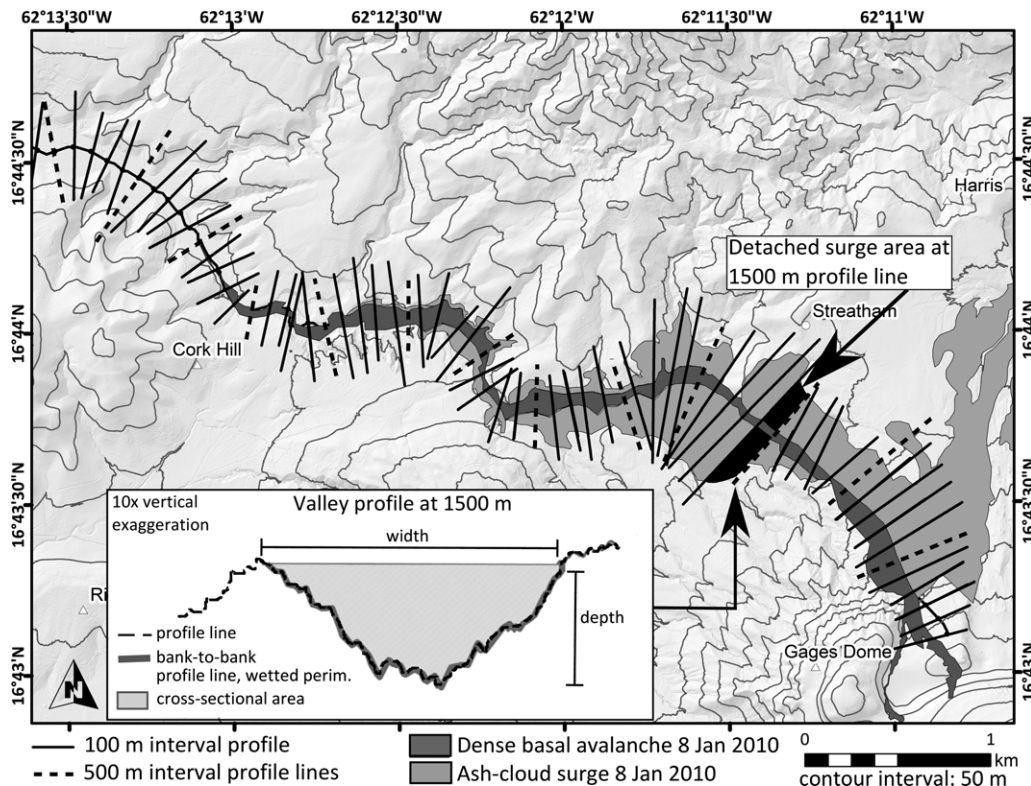 62°13'30"W 62°13'W 62°12'30"W 62°12'W 62°11'30"W 62°11'W
16°44'30"N
16°44'30"N
Harris
Detached surge area at
1500 m profile line
Streatham
16°44'N
16°44'N
Cork Hill
16°43'30"N
16°43'30"N
10x vertical
exaggeration
Valley profile at 1500 m
width
depth
profile line
bank-to-bank
profile line, wetted perim.
cross-sectional area
Gages Dome
16°43'N
16°43'N
N
100 m interval profile
500 m interval profile lines
Dense basal avalanche 8 Jan 2010
Ash-cloud surge 8 Jan 2010
0 1
km
contour interval: 50 m